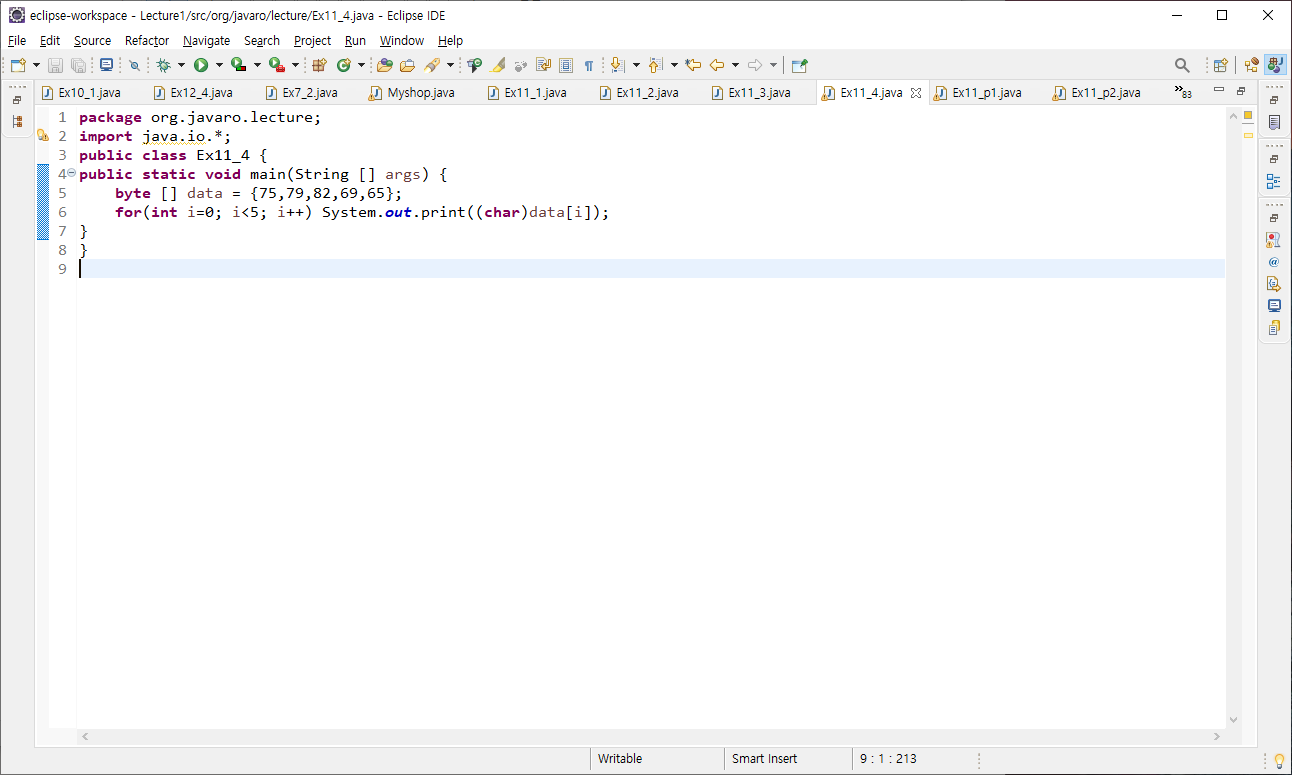 eclipse-workspace - Lecture1/src/org/javaro/lecture/Ex11_4.java - Eclipse IDE
File Edit Source Refactor Navigate Search Project Run Window Help
Ex10_1.java Ex12_4.java Ex7_2.java Myshop.java Ex11_1.java Ex11_2.java Ex11_3.java Ex11_4.java Ex11_p1.java Ex11_p2.java »83
1 package org.javaro.lecture;
2 import java.io.*;
3 public class Ex11_4 {
4 public static void main(String [] args) {
5 byte [] data = {75,79,82,69,65};
6 for(int i=0; i<5; i++) System.out.print((char)data[i]);
7 }
8 }
9
Writable Smart Insert 9 : 1 : 213